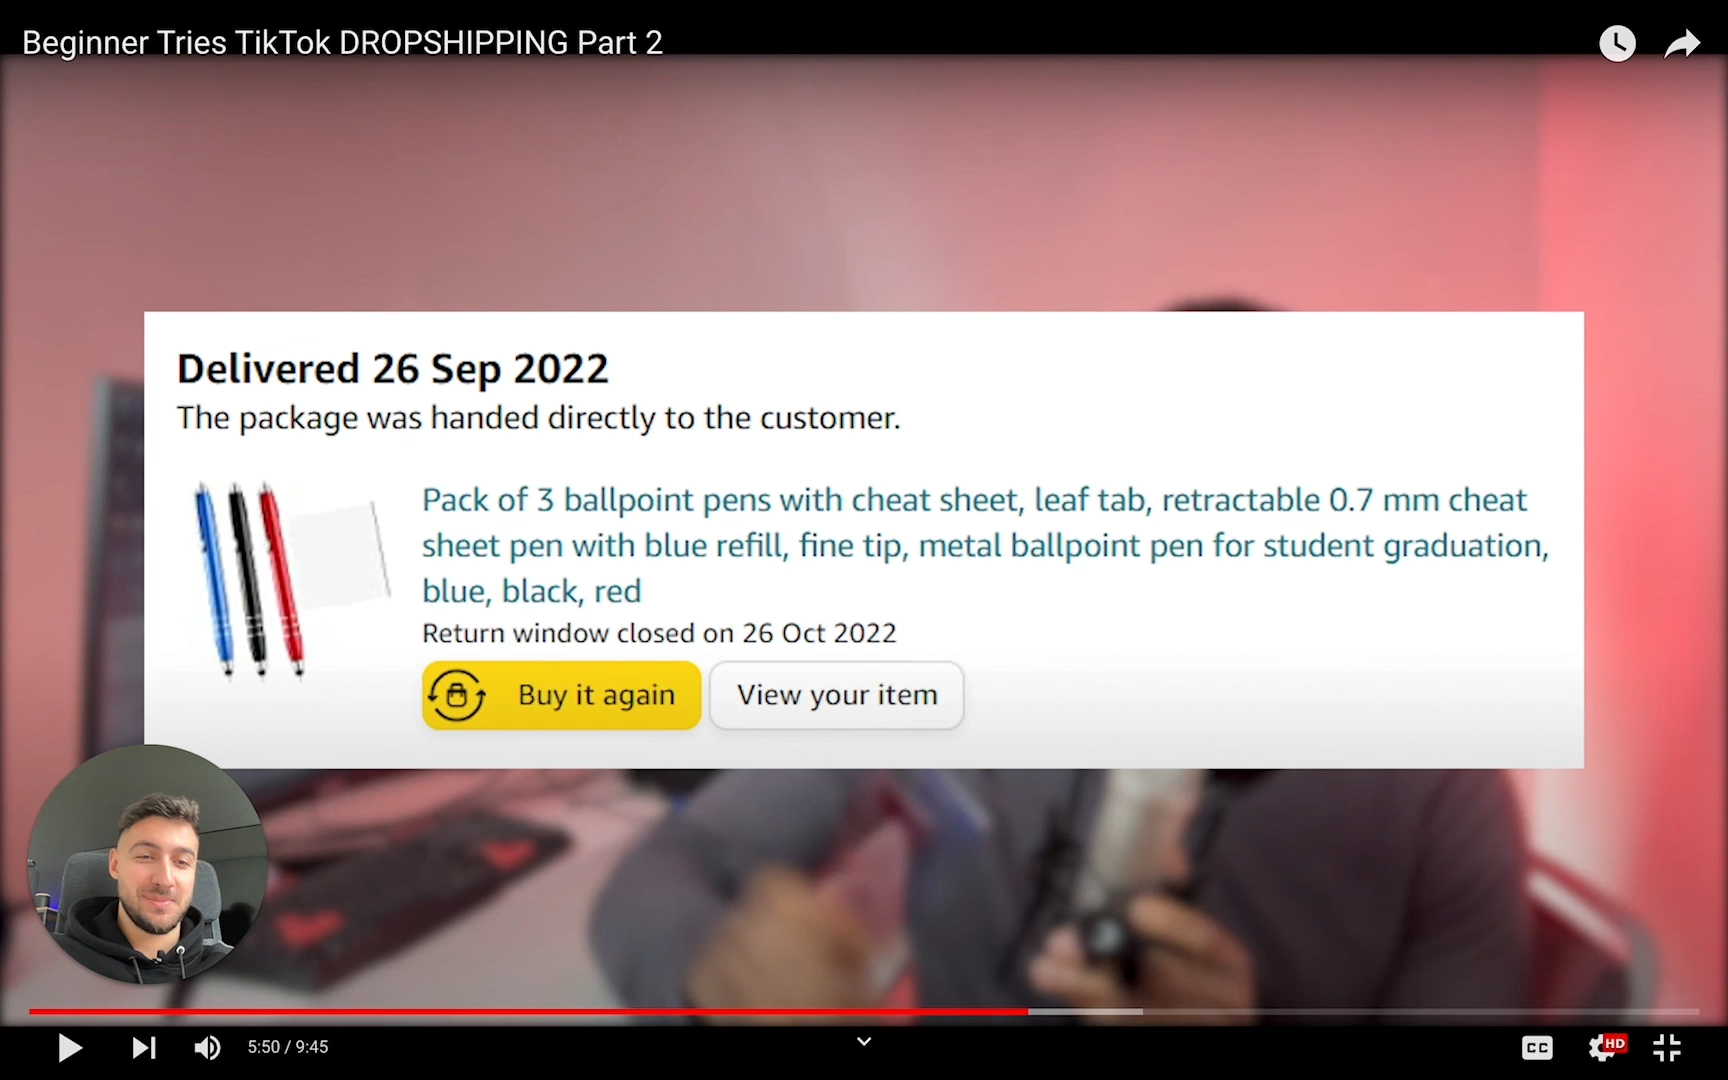 Beginner Tries TikTok DROPSHIPPING Part 2
Delivered 26 Sep 2022
The package was handed directly to the customer.
Pack of 3 ballpoint pens with cheat sheet, leaf tab, retractable 0.7 mm cheat
sheet pen with blue refill, fine tip, metal ballpoint pen for student graduation,
blue, black, red
Return window closed on 26 Oct 2022
Buy it again
View your item
5:50 / 9:45
CC
HD